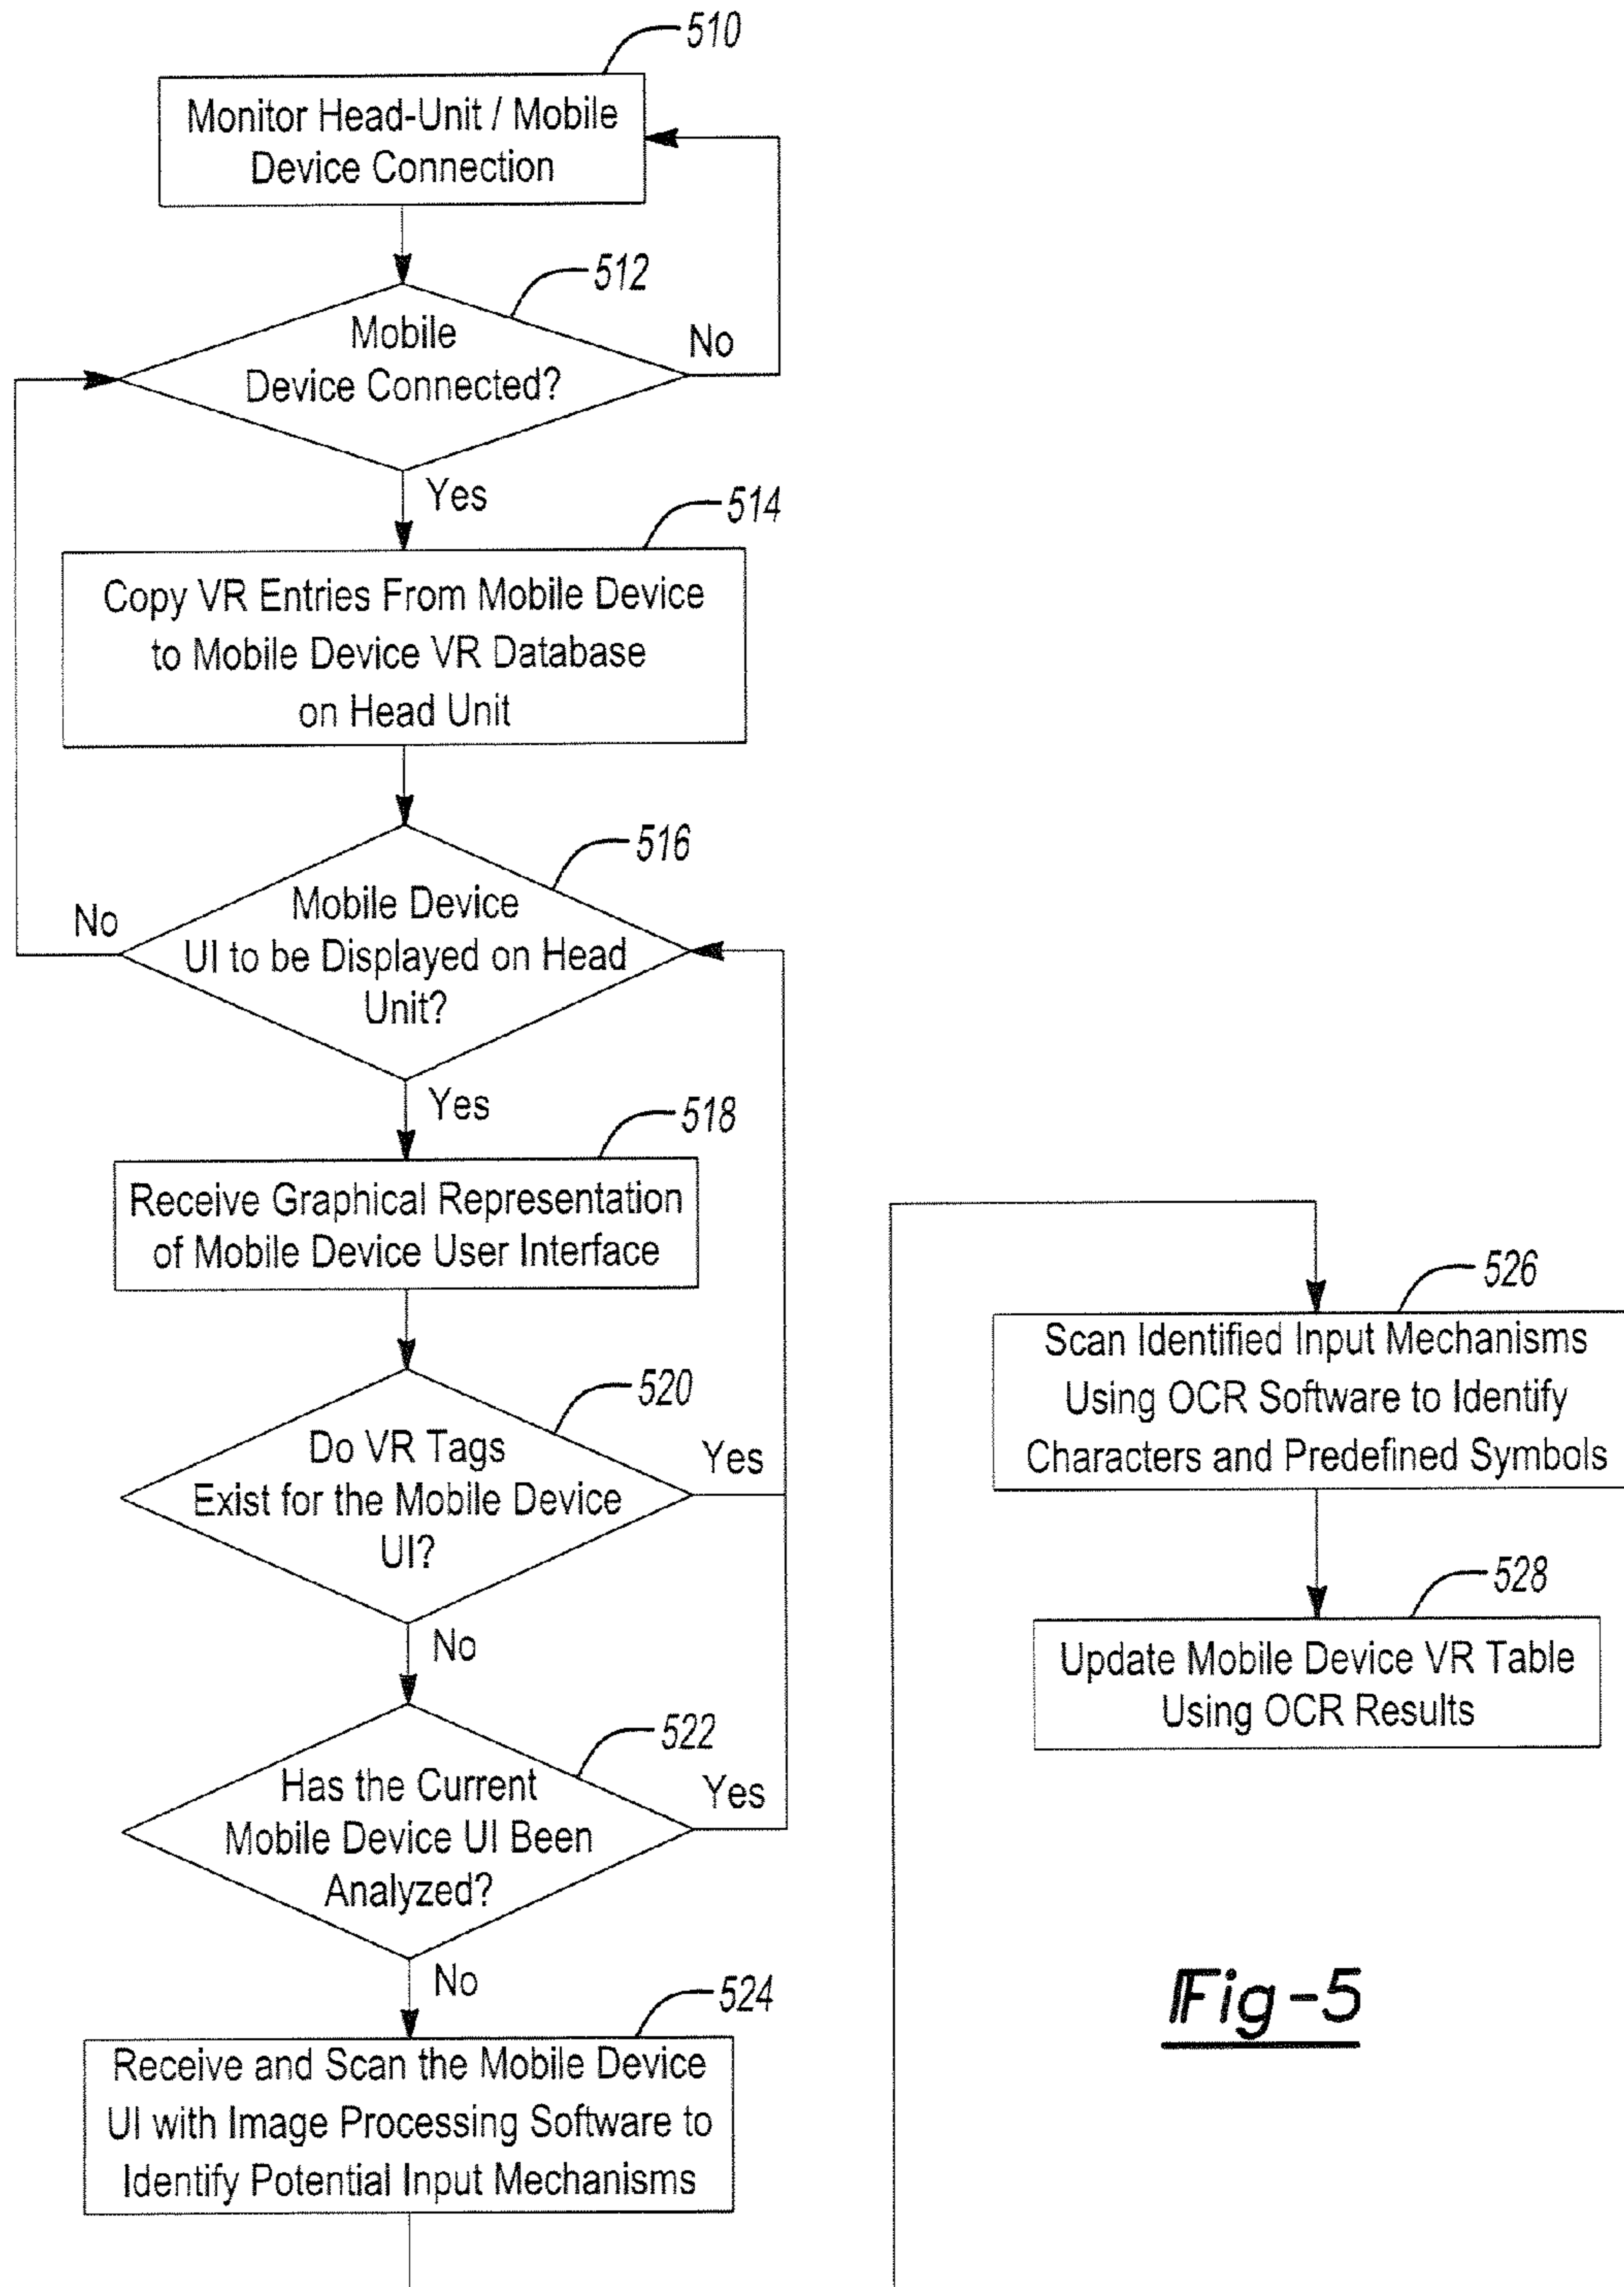 510
Monitor Head-Unit / Mobile
Device Connection
512
Mobile
Device Connected?
No
Yes
514
Copy VR Entries From Mobile Device
to Mobile Device VR Database
on Head Unit
516
Mobile Device
UI to be Displayed on Head
Unit?
No
Yes
518
Receive Graphical Representation
of Mobile Device User Interface
520
Do VR Tags
Exist for the Mobile Device
UI?
Yes
No
522
Has the Current
Mobile Device UI Been
Analyzed?
Yes
No
524
Receive and Scan the Mobile Device
UI with Image Processing Software to
Identify Potential Input Mechanisms
526
Scan Identified Input Mechanisms
Using OCR Software to Identify
Characters and Predefined Symbols
528
Update Mobile Device VR Table
Using OCR Results
Fig-5